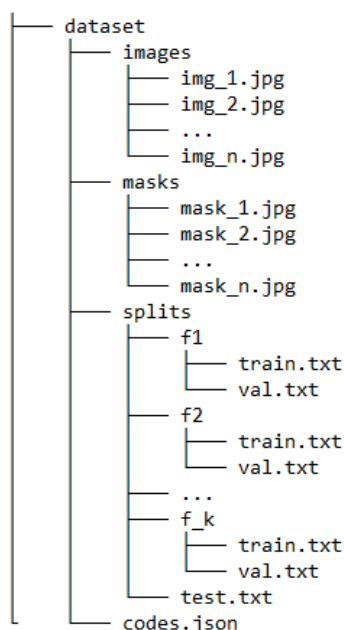 dataset
images
img_1.jpg
img_2.jpg
...
img_n.jpg
masks
mask_1.jpg
mask_2.jpg
...
mask_n.jpg
splits
f1
train.txt
val.txt
f2
train.txt
val.txt
...
f_k
train.txt
val.txt
test.txt
codes.json